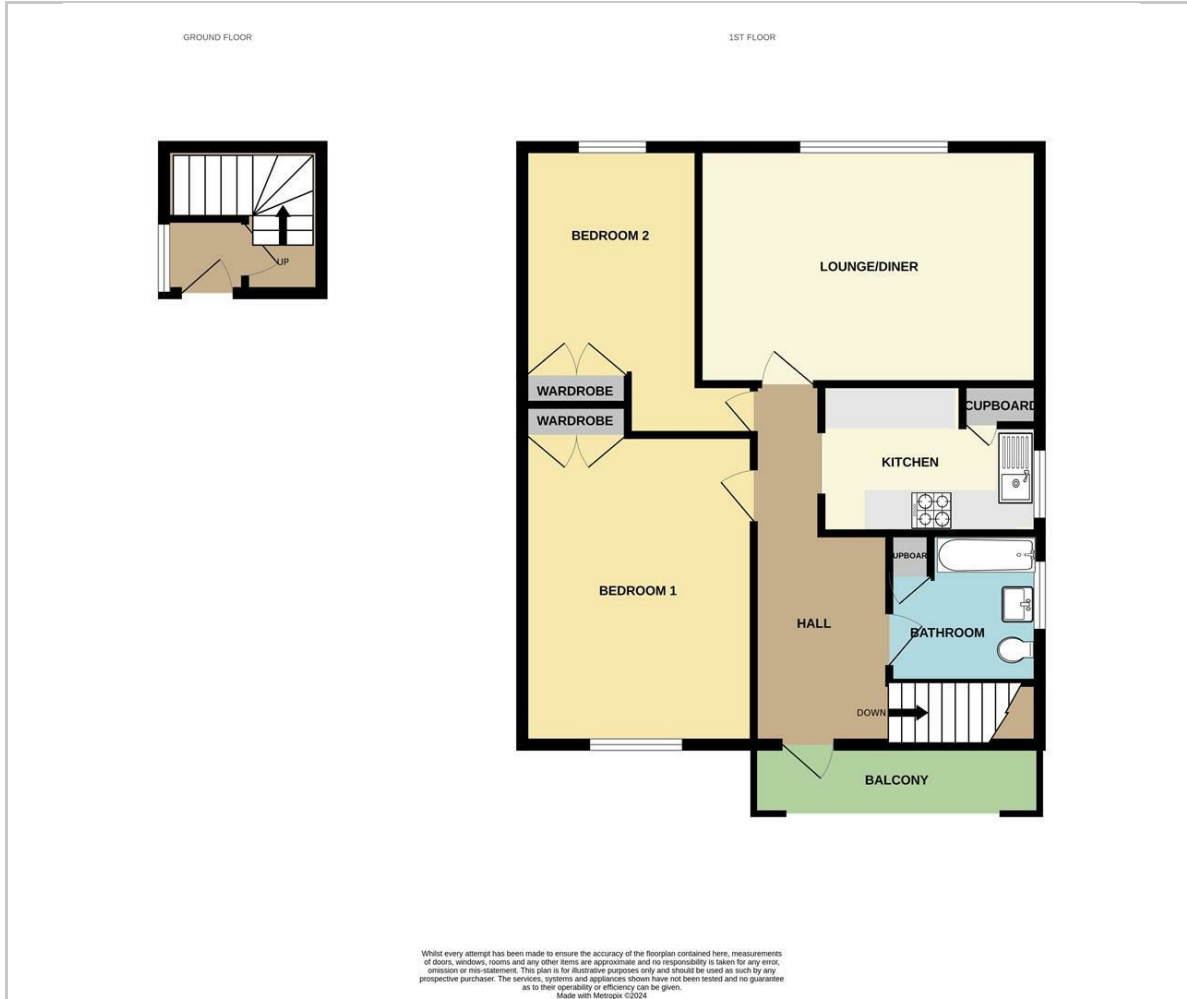 GROUND FLOOR
1ST FLOOR
BEDROOM 2
LOUNGE/DINER
UP
WARDROBE
CUPBOARD
WARDROBE
KITCHEN
UPBOAR
BEDROOM 1
HALL
BATHROOM
DOWN
BALCONY
Whilst every attempt has been made to ensure the accuracy of the floorplan contained here, measurements
of doors, windows, rooms and any other items are approximate and no responsibility is taken for any error,
omission or mis-statement. This plan is for illustrative purposes only and should be used as such by any
prospective purchaser. The services, systems and appliances shown have not been tested and no guarantee
as to their operability or efficiency can be given.
Made with Metropix ©2024